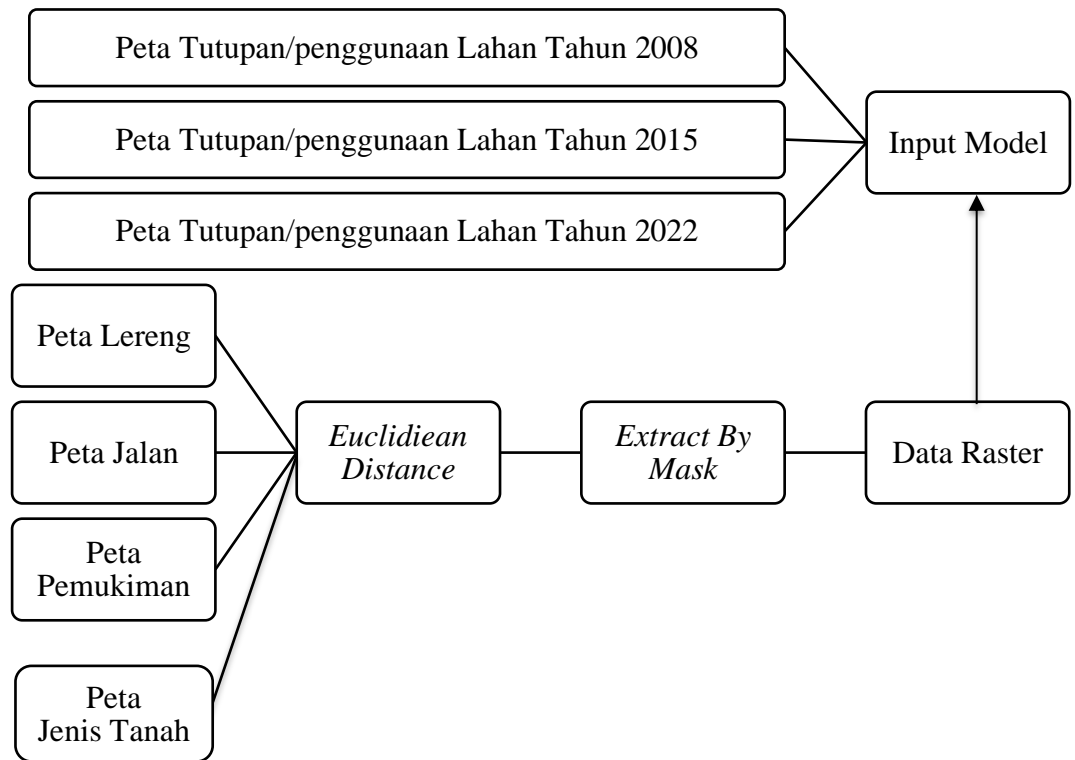 Peta Tutupan/penggunaan Lahan Tahun 2008
Peta Tutupan/penggunaan Lahan Tahun 2015
Peta Tutupan/penggunaan Lahan Tahun 2022
Input Model
Peta Lereng
Peta Jalan
Peta
Pemukiman
Peta
Jenis Tanah
Euclidiean
Distance
Extract By
Mask
Data Raster